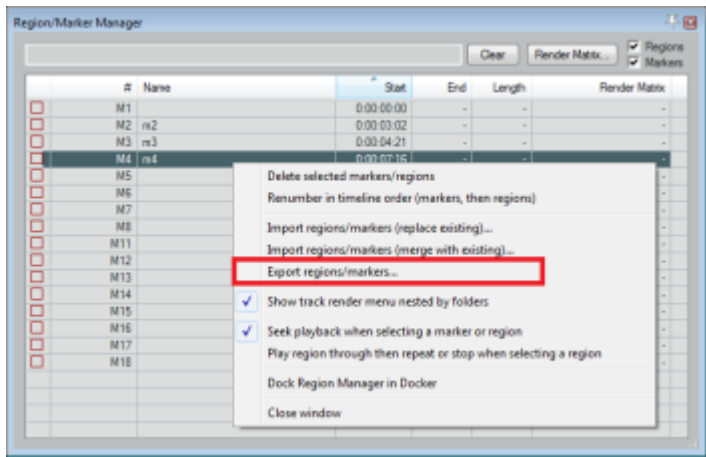 Region/Marker Manager
Clear
Render Matrix...
Regions
Markers
# Name Start End Length Render Matrix
M1 0:00:00:00 - - -
M2 m2 0:00:03:02 - - -
M3 m3 0:00:04:21 - - -
M4 m4 0:00:07:16 - - -
M5
M6
M7
M8
M11
M12
M13
M14
M15
M16
M17
M18
Delete selected markers/regions
Renumber in timeline order (markers, then regions)
Import regions/markers (replace existing)...
Import regions/markers (merge with existing)...
Export regions/markers...
Show track render menu nested by folders
Seek playback when selecting a marker or region
Play region through then repeat or stop when selecting a region
Dock Region Manager in Docker
Close window